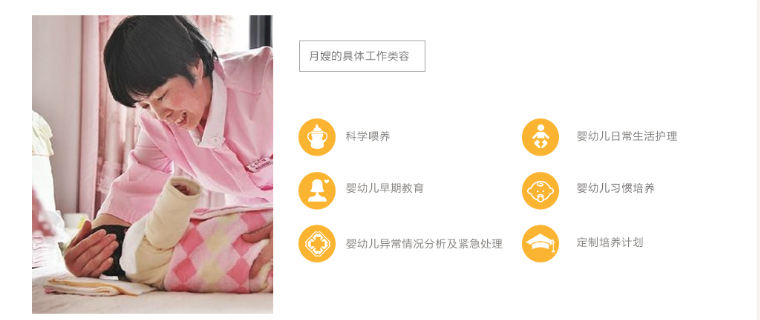 月嫂的具体工作类容
科学喂养
婴幼儿日常生活护理
婴幼儿早期教育
婴幼儿习惯培养
婴幼儿异常情况分析及紧急处理
定制培养计划